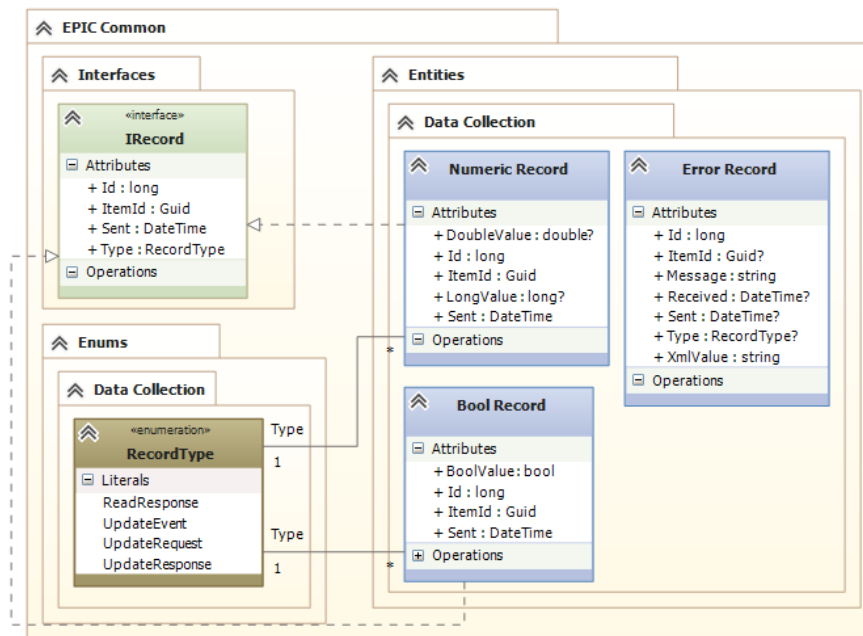 EPIC Common
Interfaces
«interface»
IRecord
Attributes
+ Id : long
+ ItemId : Guid
+ Sent : DateTime
+ Type : RecordType
Operations
Enums
Data Collection
«enumeration»
RecordType
Literals
ReadResponse
UpdateEvent
UpdateRequest
UpdateResponse
Type
1
*
Type
1
*
Entities
Data Collection
Numeric Record
Attributes
+ DoubleValue : double?
+ Id : long
+ ItemId : Guid
+ LongValue : long?
+ Sent : DateTime
Operations
Error Record
Attributes
+ Id : long
+ ItemId : Guid?
+ Message : string
+ Received : DateTime?
+ Sent : DateTime?
+ Type : RecordType?
+ XmlValue : string
Operations
Bool Record
Attributes
+ BoolValue : bool
+ Id : long
+ ItemId : Guid
+ Sent : DateTime
Operations